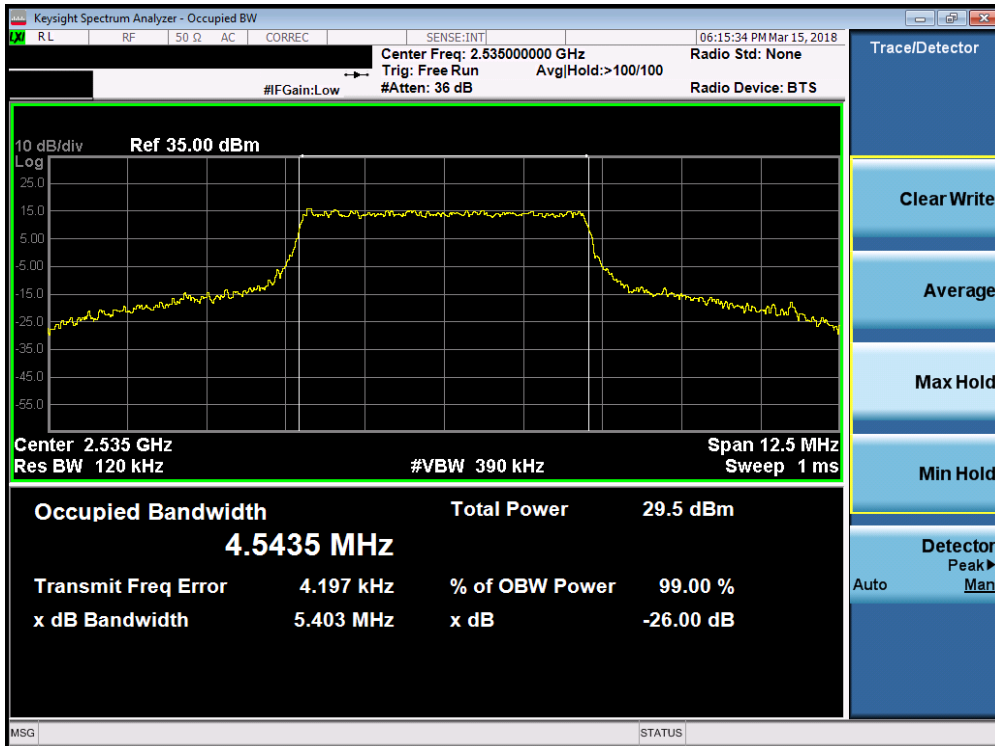 Keysight Spectrum Analyzer - Occupied BW
LXI RL RF 50 Ω AC CORREC SENSE:INT 06:15:34 PM Mar 15, 2018
Center Freq: 2.535000000 GHz Radio Std: None
Trig: Free Run Avg|Hold:>100/100
#IFGain:Low #Atten: 36 dB Radio Device: BTS
10 dB/div Ref 35.00 dBm
Log
25.0
15.0
5.00
-5.00
-15.0
-25.0
-35.0
-45.0
-55.0
Center 2.535 GHz Span 12.5 MHz
Res BW 120 kHz #VBW 390 kHz Sweep 1 ms
Occupied Bandwidth Total Power 29.5 dBm
4.5435 MHz
Transmit Freq Error 4.197 kHz % of OBW Power 99.00 %
x dB Bandwidth 5.403 MHz x dB -26.00 dB
MSG STATUS
Trace/Detector
Clear Write
Average
Max Hold
Min Hold
Detector
Peak▶
Auto Man